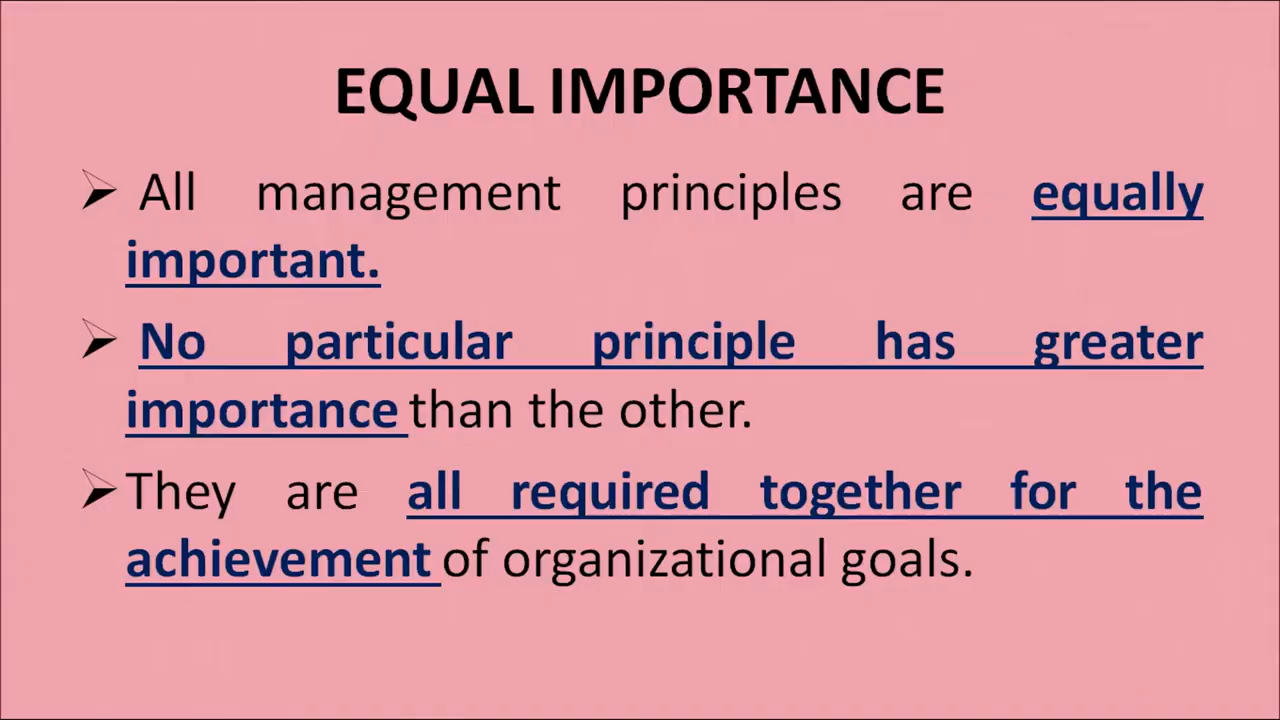 EQUAL IMPORTANCE
➢ All management principles are equally
important.
➢ No particular principle has greater
importance than the other.
➢ They are all required together for the
achievement of organizational goals.